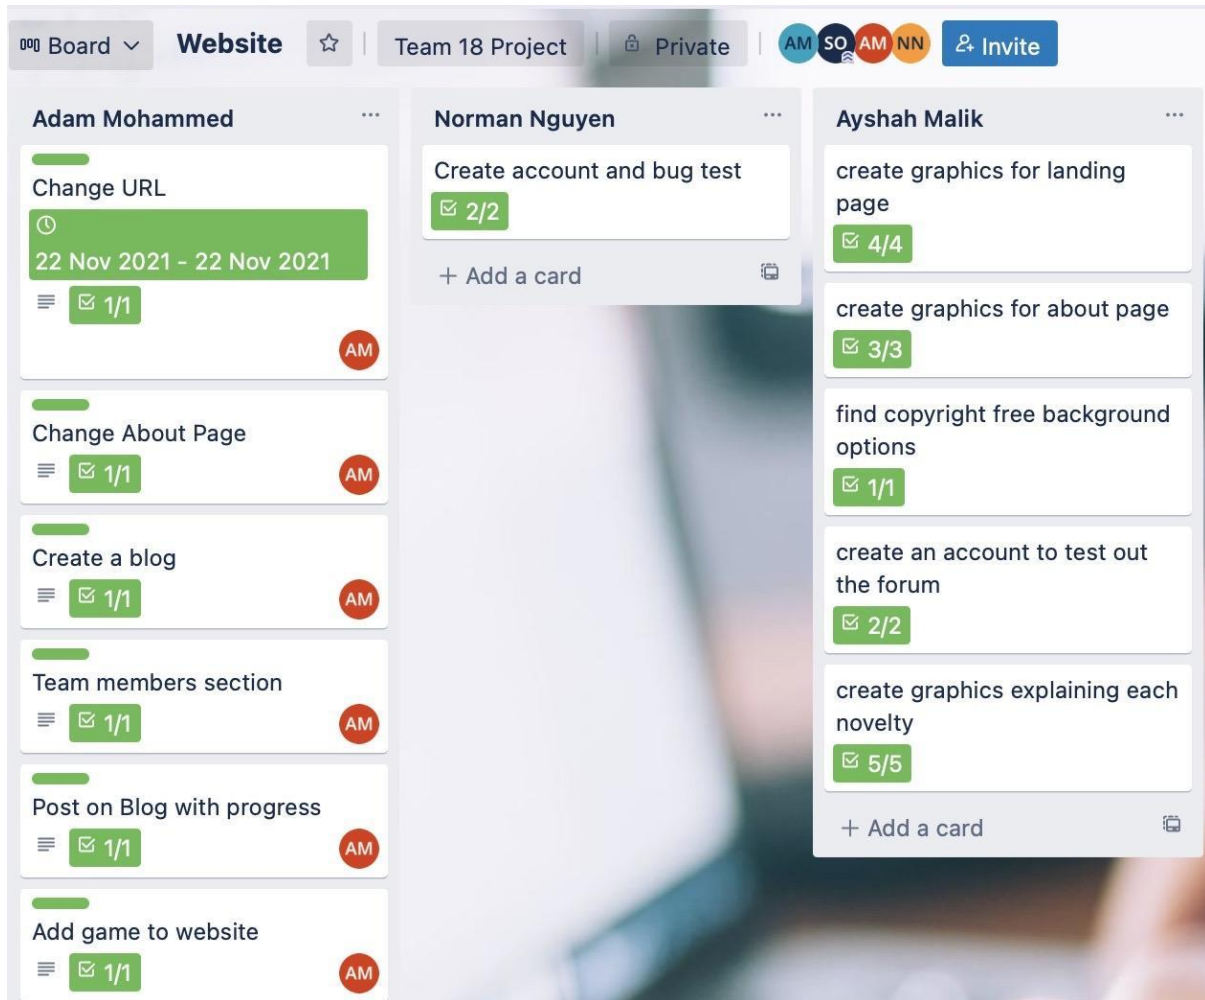 Board
Website
Team 18 Project
Private
AM SO AM NN
Invite
Adam Mohammed
Change URL
22 Nov 2021 - 22 Nov 2021
1/1
AM
Change About Page
1/1
AM
Create a blog
1/1
AM
Team members section
1/1
AM
Post on Blog with progress
1/1
AM
Add game to website
1/1
AM
Norman Nguyen
Create account and bug test
2/2
+ Add a card
Ayshah Malik
create graphics for landing
page
4/4
create graphics for about page
3/3
find copyright free background
options
1/1
create an account to test out
the forum
2/2
create graphics explaining each
novelty
5/5
+ Add a card